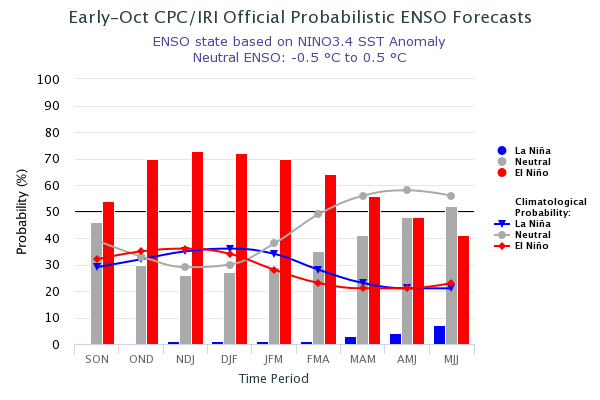 Early-Oct CPC/IRI Official Probabilistic ENSO Forecasts
ENSO state based on NINO3.4 SST Anomaly
Neutral ENSO: -0.5 ºC to 0.5 ºC
Probability (%)
100
90
80
70
60
50
40
30
20
10
0
SON OND NDJ DJF JFM FMA MAM AMJ MJJ
Time Period
La Niña
Neutral
El Niño
Climatological
Probability:
La Niña
Neutral
El Niño